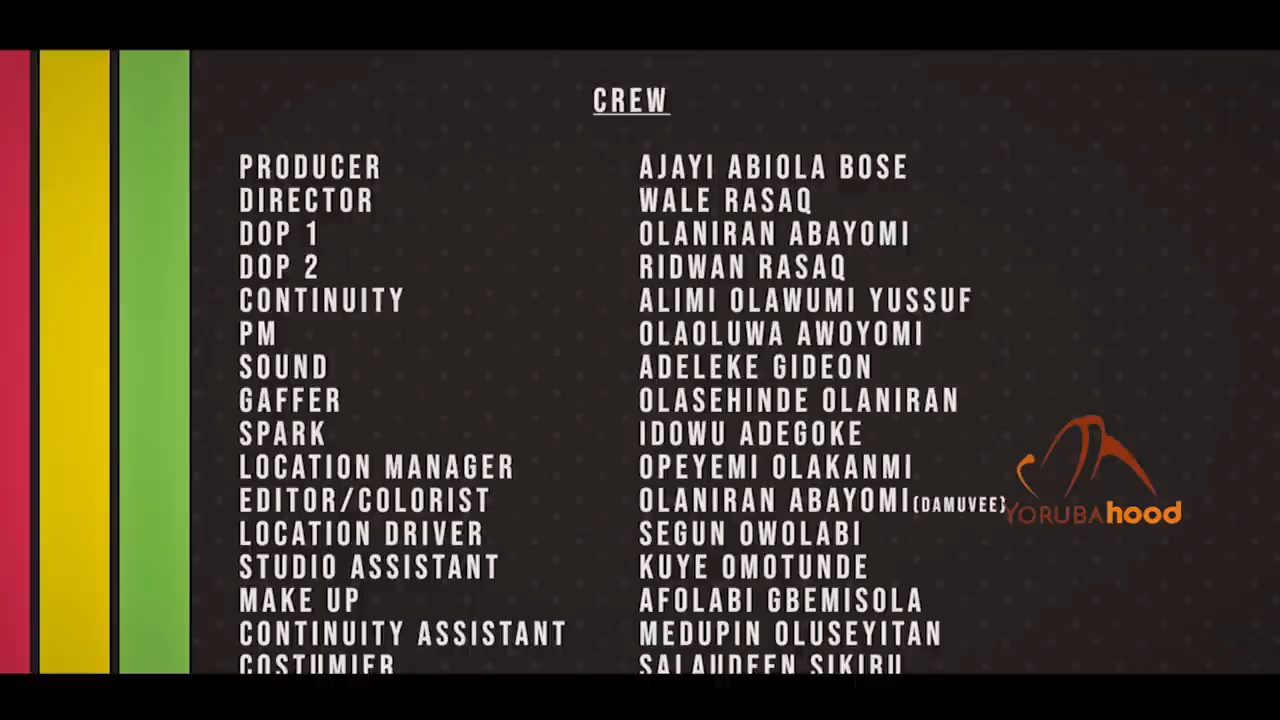 CREW
PRODUCER AJAYI ABIOLA BOSE
DIRECTOR WALE RASAQ
DOP 1 OLANIRAN ABAYOMI
DOP 2 RIDWAN RASAQ
CONTINUITY ALIMI OLAWUMI YUSSUF
PM OLAOLUWA AWOYOMI
SOUND ADELEKE GIDEON
GAFFER OLASEHINDE OLANIRAN
SPARK IDOWU ADEGOKE
LOCATION MANAGER OPEYEMI OLAKANMI
EDITOR/COLORIST OLANIRAN ABAYOMI(DAMUVEE)
YORUBAhood
LOCATION DRIVER SEGUN OWOLABI
STUDIO ASSISTANT KUYE OMOTUNDE
MAKE UP AFOLABI GBEMISOLA
CONTINUITY ASSISTANT MEDUPIN OLUSEYITAN
COSTUMIER SALAUDEEN SIKIRU